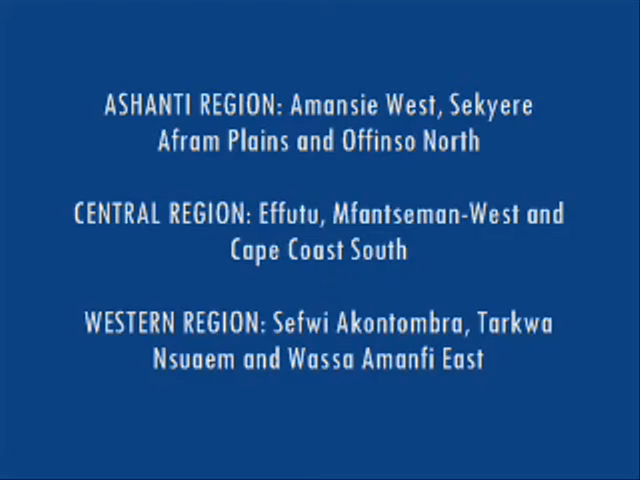 ASHANTI REGION: Amansie West, Sekyere
Afram Plains and Offinso North
CENTRAL REGION: Effutu, Mfantseman-West and
Cape Coast South
WESTERN REGION: Sefwi Akontombra, Tarkwa
Nsuaem and Wassa Amanfi East